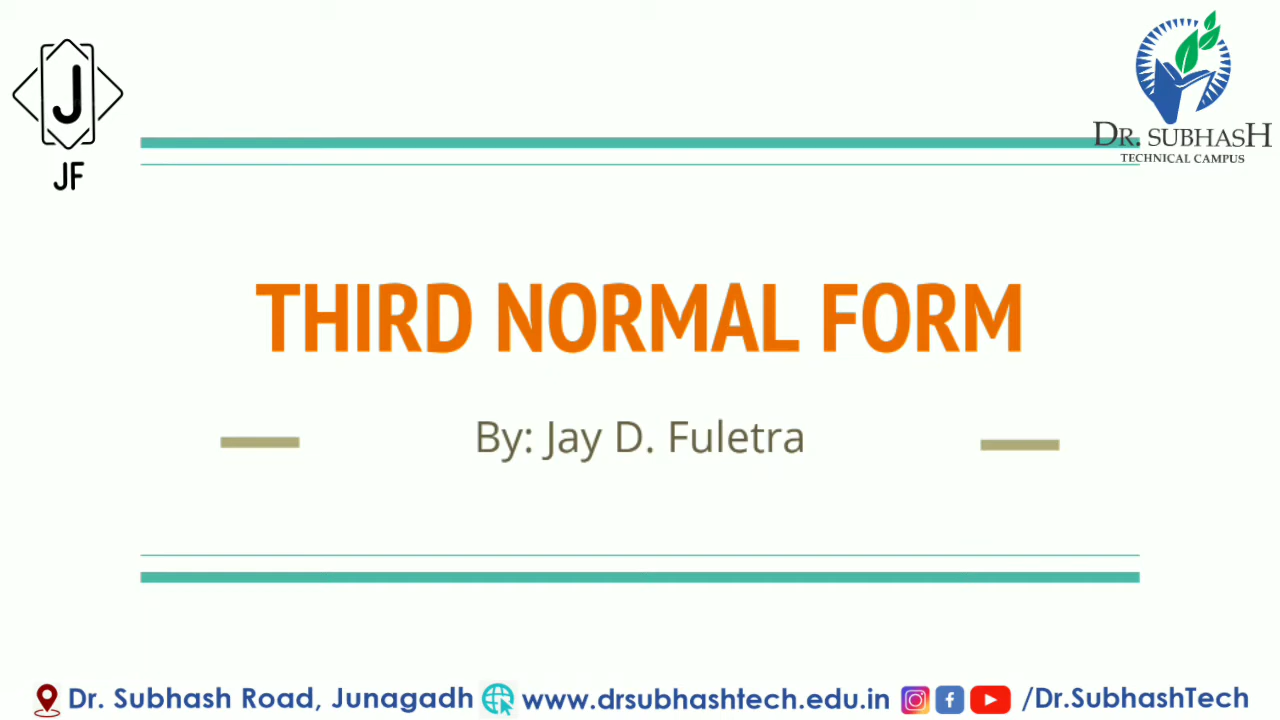 J
JF
DR. SUBHASH
TECHNICAL CAMPUS
THIRD NORMAL FORM
By: Jay D. Fuletra
Dr. Subhash Road, Junagadh www.drsubhashtech.edu.in /Dr.SubhashTech